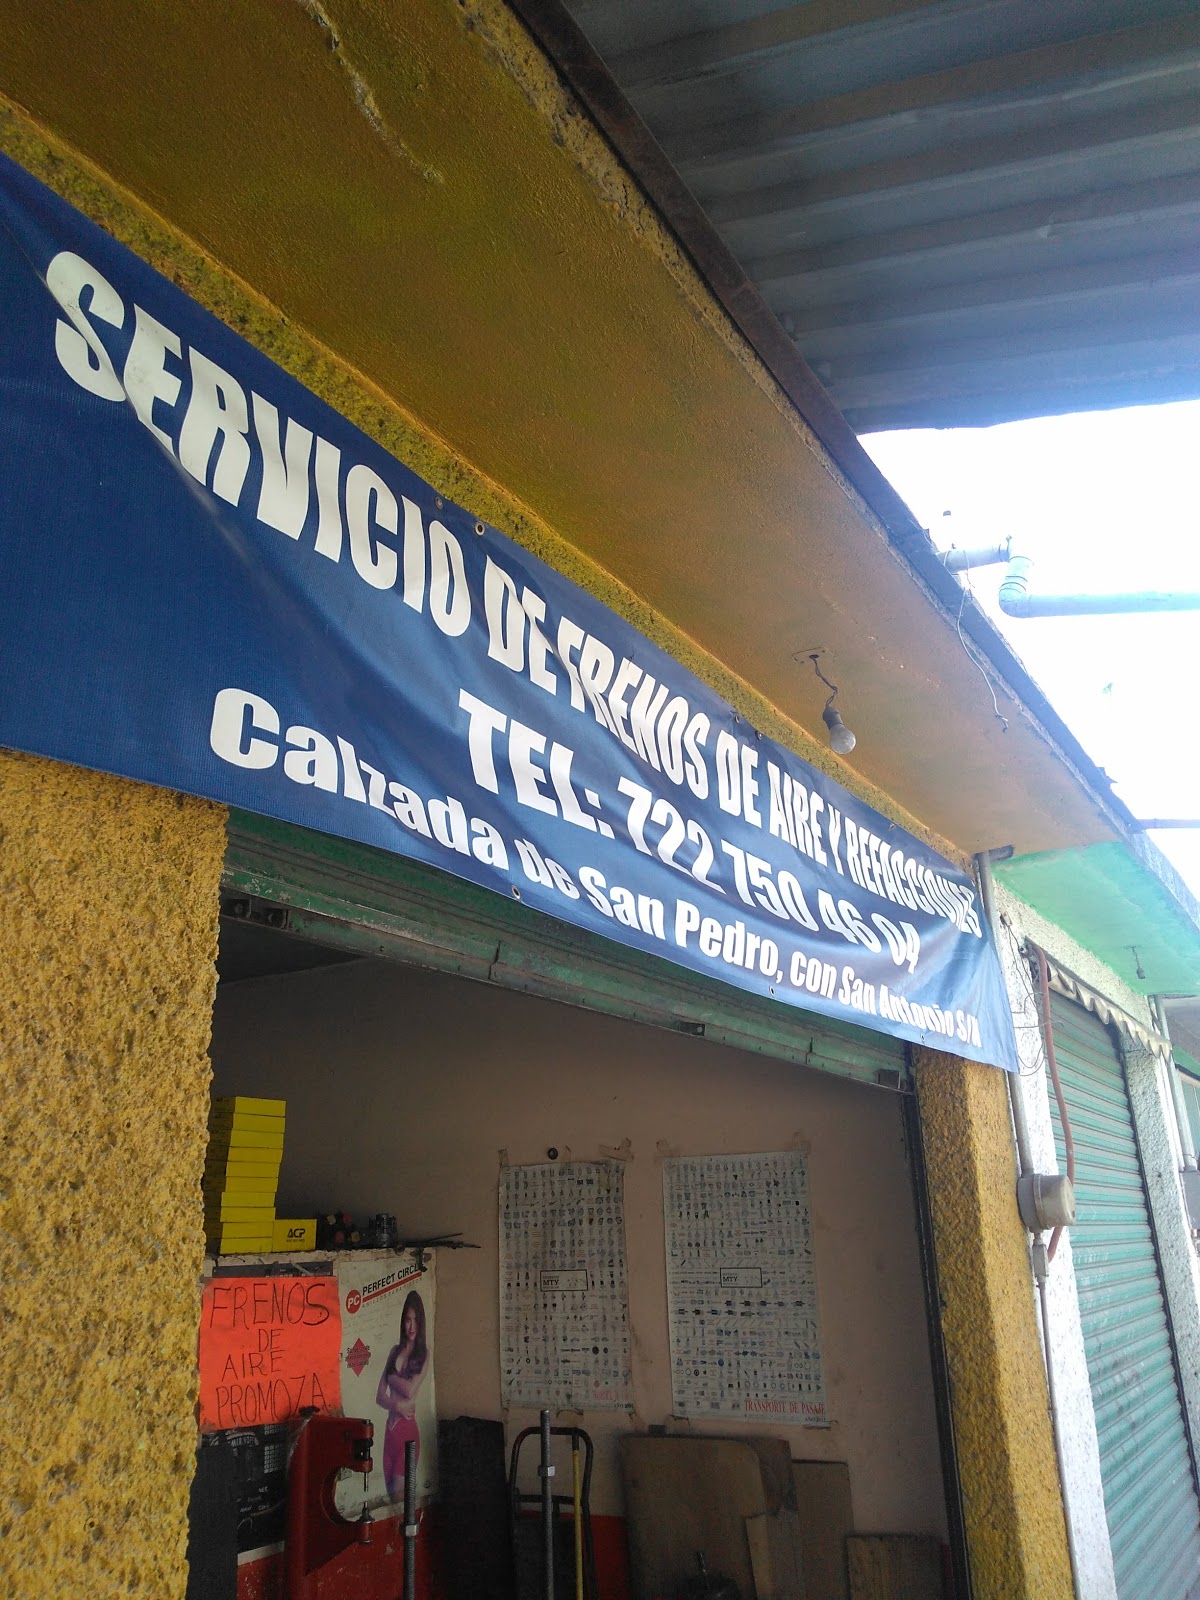 SERVICIO DE FRENOS DE AIRE Y REFACCIONES
TEL: 722 750 46 04
Calzada de San Pedro, con San Antonio s/n
ACP
FRENOS
DE
AIRE
PROMOZA
PC PERFECT CIRCLE
MTY
MTY
TRANSPORTE DE PASAJE